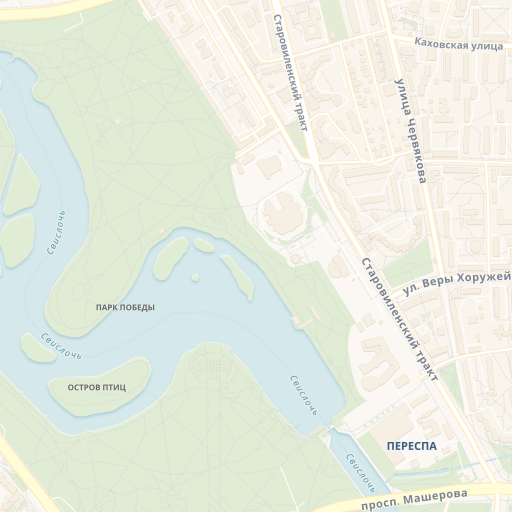 Каховская улица
Старовиленский тракт
улица Червякова
Свислочь
Старовиленский тракт
ул. Веры Хоружей
ПАРК ПОБЕДЫ
Свислочь
ОСТРОВ ПТИЦ
Свислочь
ПЕРЕСПА
Свислочь
просп. Машерова